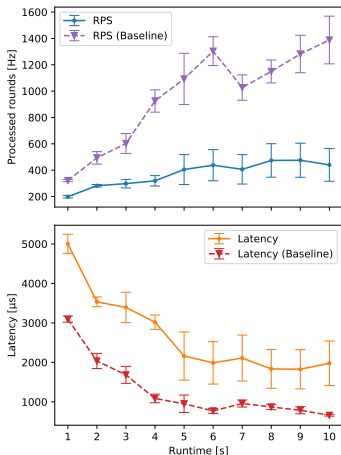 1600
1400
1200
1000
800
600
400
200
Processed rounds [Hz]
RPS
RPS (Baseline)
5000
4000
3000
2000
1000
Latency [µs]
Latency
Latency (Baseline)
1 2 3 4 5 6 7 8 9 10
Runtime [s]